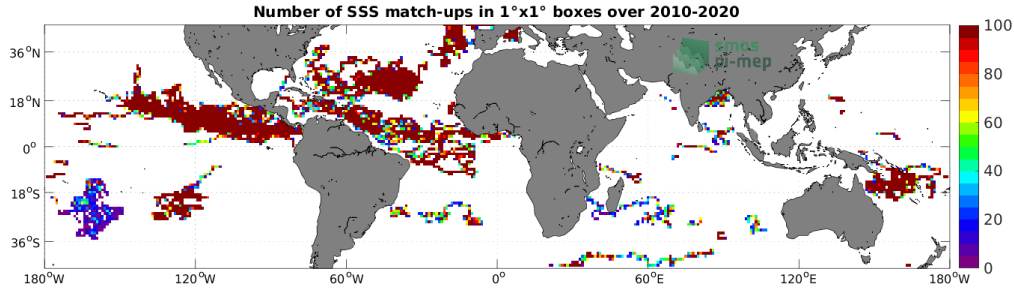 Number of SSS match-ups in 1°x1° boxes over 2010-2020
smos
pi-mep
36°N
18°N
0°
18°S
36°S
180°W
120°W
60°W
0°
60°E
120°E
180°W
100
80
60
40
20
0